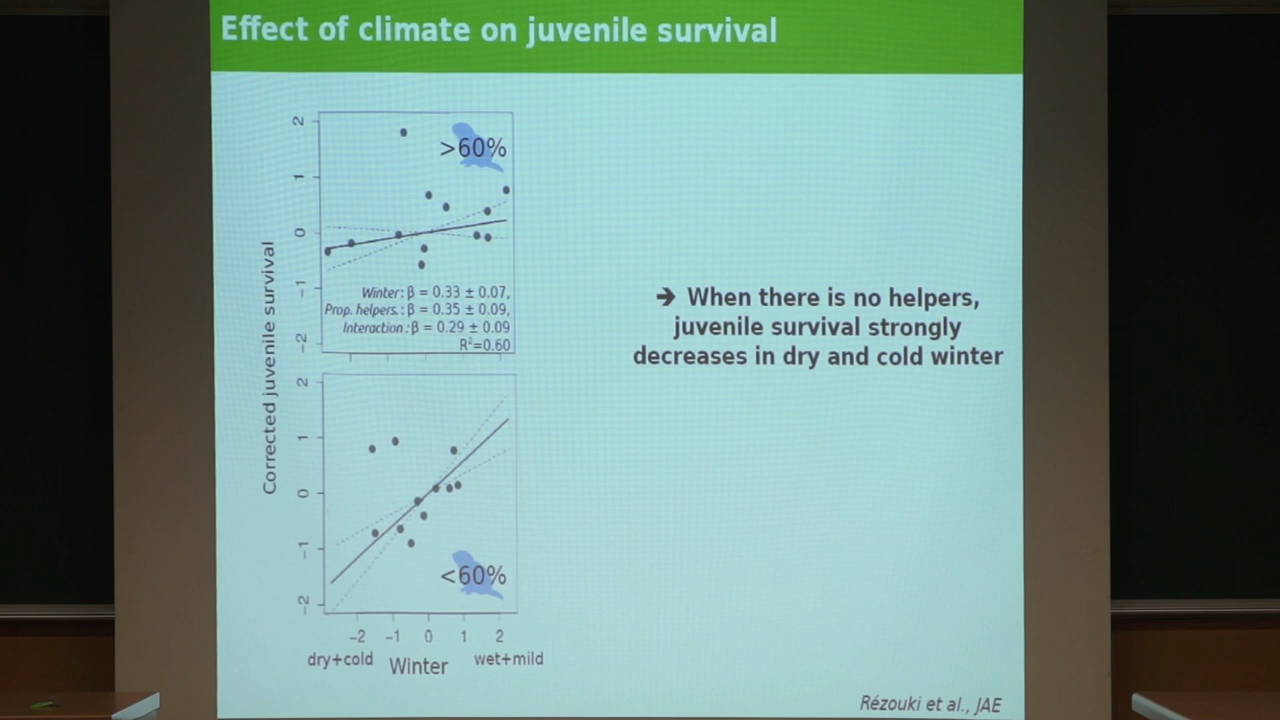 Effect of climate on juvenile survival
2
1
0
−1
−2
>60%
Winter: β = 0.33 ± 0.07,
Prop. helpers.: β = 0.35 ± 0.09,
Interaction: β = 0.29 ± 0.09
R²=0.60
Corrected juvenile survival
2
1
0
−1
−2
<60%
−2 −1 0 1 2
dry+cold Winter wet+mild
➔ When there is no helpers,
juvenile survival strongly
decreases in dry and cold winter
Rézouki et al., JAE